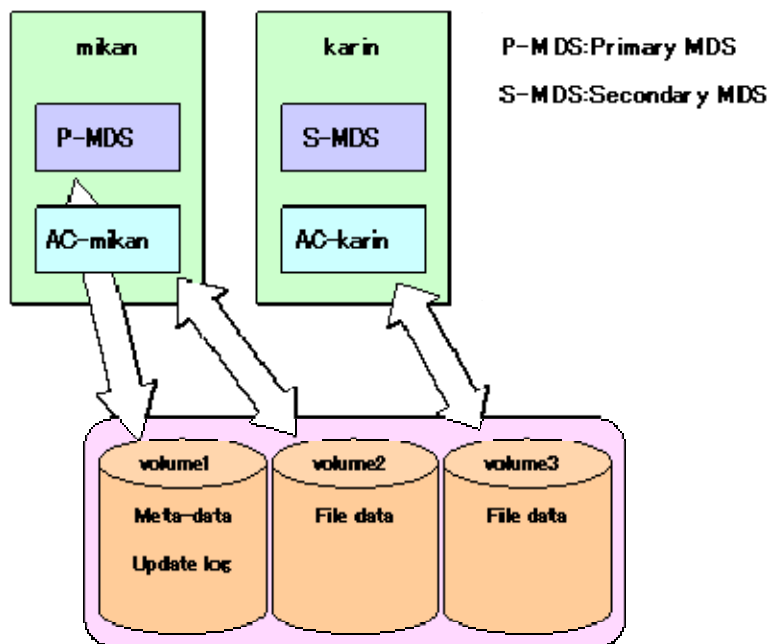 mikan
karin
P-MDS:Primary MDS
S-MDS:Secondary MDS
P-MDS
S-MDS
AC-mikan
AC-karin
volume1
volume2
volume3
Meta-data
File data
File data
Update log